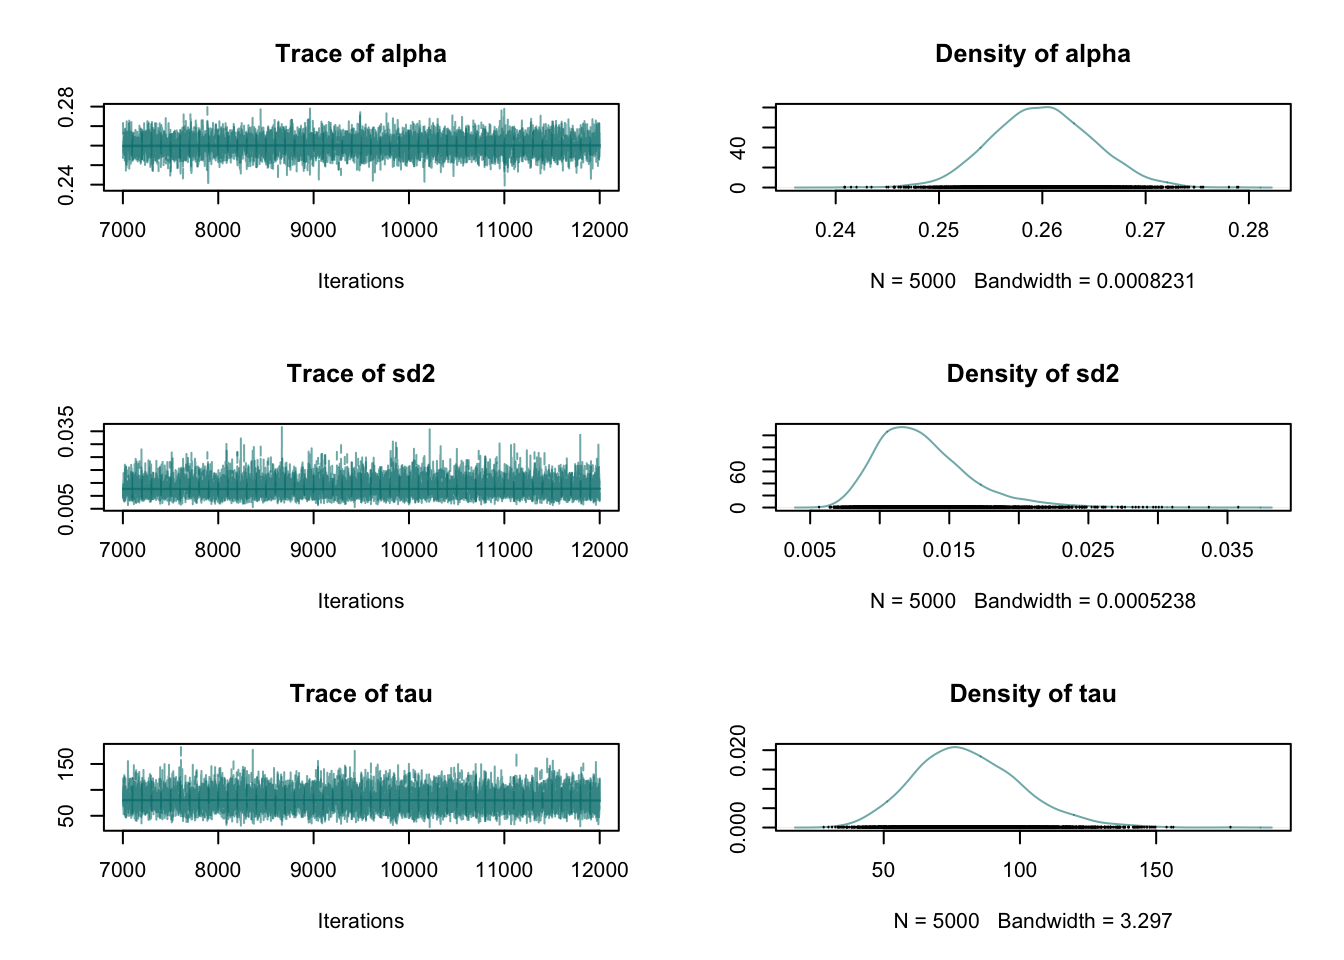 Trace of alpha
0.28
0.24
7000 8000 9000 10000 11000 12000
Iterations
Density of alpha
40
0
0.24 0.25 0.26 0.27 0.28
N = 5000 Bandwidth = 0.0008231
Trace of sd2
0.035
0.005
7000 8000 9000 10000 11000 12000
Iterations
Density of sd2
60
0
0.005 0.015 0.025 0.035
N = 5000 Bandwidth = 0.0005238
Trace of tau
150
50
7000 8000 9000 10000 11000 12000
Iterations
Density of tau
0.020
0.000
50 100 150
N = 5000 Bandwidth = 3.297